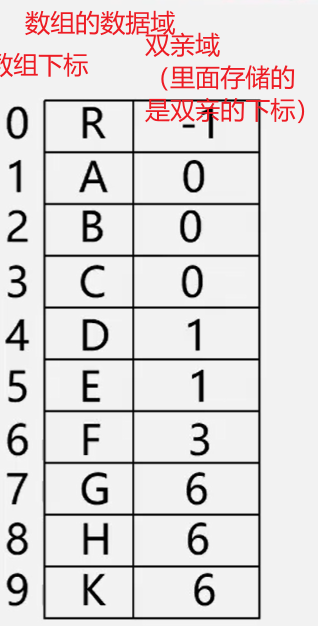 数组的数据域
双亲域
数组下标
（里面存储的
是双亲的下标）
0 R -1
1 A 0
2 B 0
3 C 0
4 D 1
5 E 1
6 F 3
7 G 6
8 H 6
9 K 6